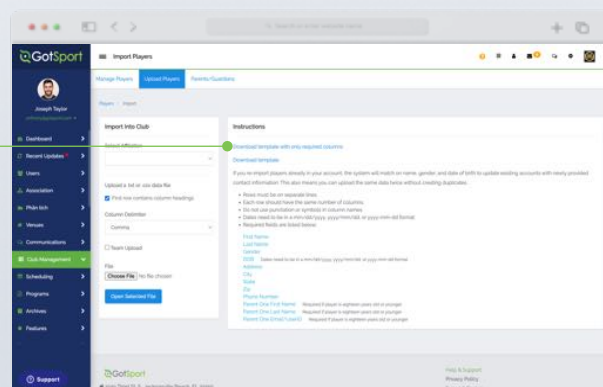 GotSport
Import Players
Joseph Taylor
Manage Players
Upload Players
Parents/Guardians
Players / Import
Dashboard
Recent Updates
Users
Association
Phân tích
Venues
Communications
Club Management
Scheduling
Programs
Archives
Features
Support
Import Into Club
Select Affiliation
Upload a .txt or .csv data file
First row contains column headings
Column Delimiter
Comma
Team Upload
File
Choose File No file chosen
Open Selected File
Instructions
Download template with only required columns
Download template
If you re-import players already in your account, the system will match on name, gender, and date of birth to update existing accounts with newly provided
contact information. This also means you can upload the same data twice without creating duplicates.
Rows must be on separate lines
Each row should have the same number of columns.
Do not use punctuation or symbols in column names.
Dates need to be in a mm/dd/yyyy, yyyy/mm/dd, or yyyy-mm-dd format
Required fields are listed below:
First Name
Last Name
Gender
DOB Dates need to be in a mm/dd/yyyy, yyyy/mm/dd, or yyyy-mm-dd format
Address
City
State
Zip
Phone Number
Parent One First Name Required if player is eighteen years old or younger
Parent One Last Name Required if player is eighteen years old or younger
Parent One Email/UserID Required if player is eighteen years old or younger
GotSport
Help & Support
Privacy Policy